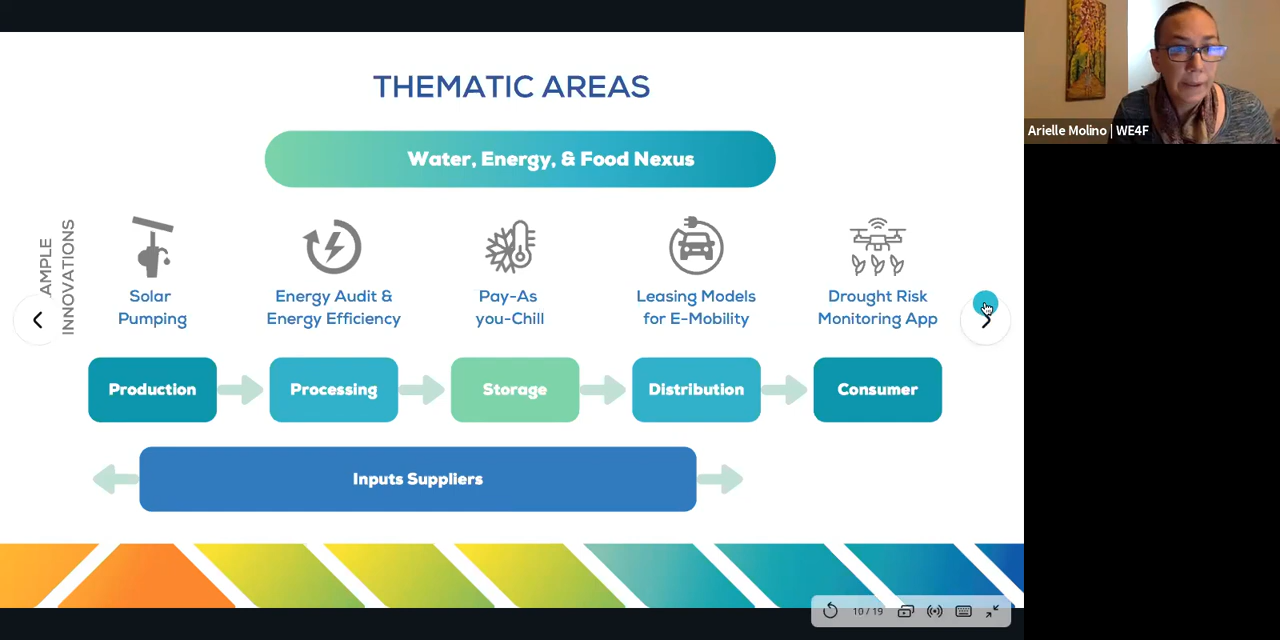 THEMATIC AREAS
Water, Energy, & Food Nexus
AMPLE
INNOVATIONS
Solar
Pumping
Energy Audit &
Energy Efficiency
Pay-As
you-Chill
Leasing Models
for E-Mobility
Drought Risk
Monitoring App
Production
Processing
Storage
Distribution
Consumer
Inputs Suppliers
10 / 19
Arielle Molino | WE4F